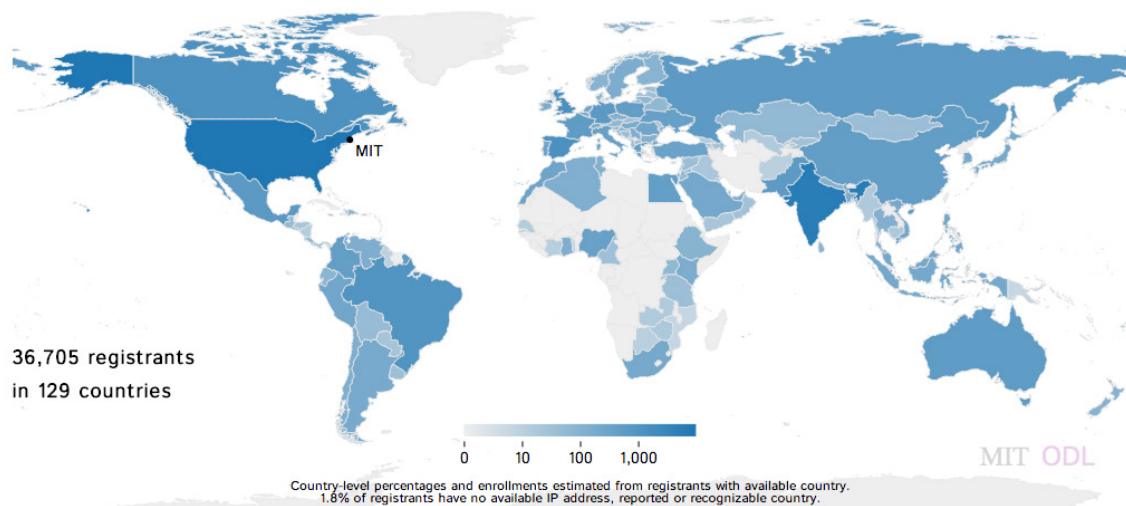 MIT
36,705 registrants
in 129 countries
0 10 100 1,000
MIT ODL
Country-level percentages and enrollments estimated from registrants with available country.
1.8% of registrants have no available IP address, reported or recognizable country.